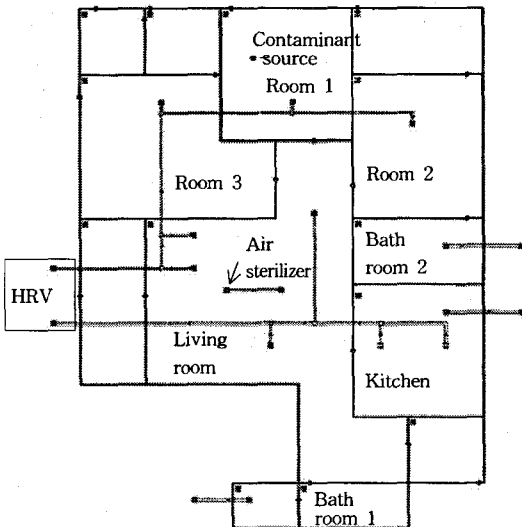 Contaminant
source
Room 1
Room 3
Room 2
Air
sterilizer
Bath
room 2
HRV
Living
room
Kitchen
Bath
room 1